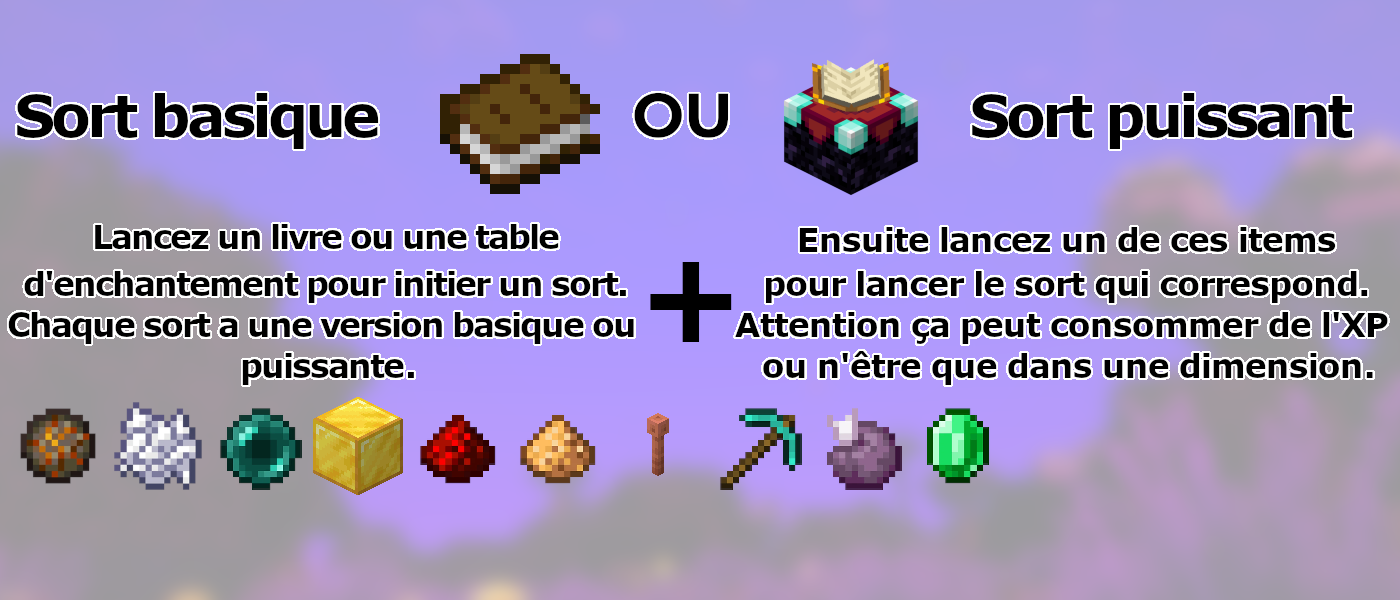 Sort basique
OU
Sort puissant
Lancez un livre ou une table
d'enchantement pour initier un sort.
Chaque sort a une version basique ou
puissante.
+
Ensuite lancez un de ces items
pour lancer le sort qui correspond.
Attention ça peut consommer de l'XP
ou n'être que dans une dimension.